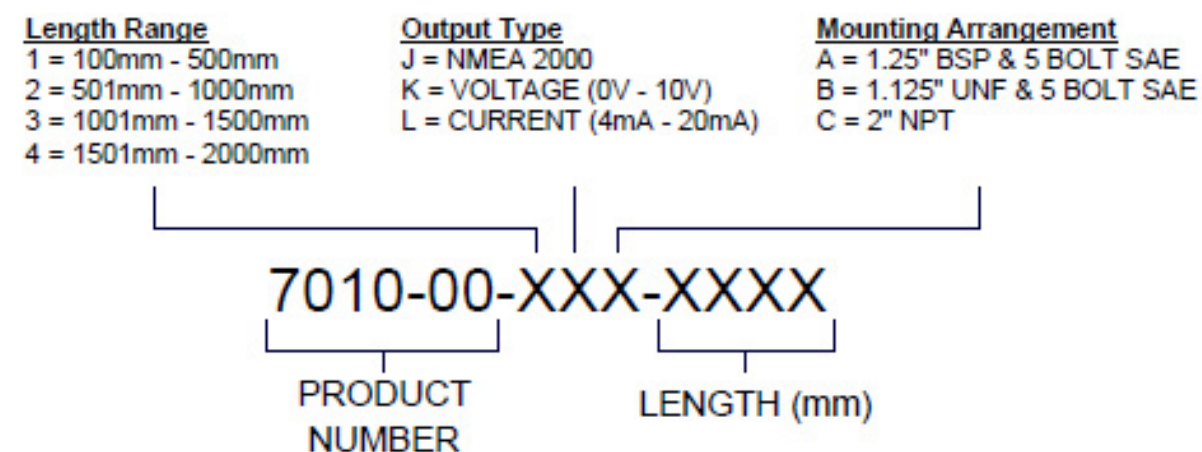 Length Range
1 = 100mm - 500mm
2 = 501mm - 1000mm
3 = 1001mm - 1500mm
4 = 1501mm - 2000mm
Output Type
J = NMEA 2000
K = VOLTAGE (0V - 10V)
L = CURRENT (4mA - 20mA)
Mounting Arrangement
A = 1.25" BSP & 5 BOLT SAE
B = 1.125" UNF & 5 BOLT SAE
C = 2" NPT
7010-00-XXX-XXXX
PRODUCT
NUMBER
LENGTH (mm)